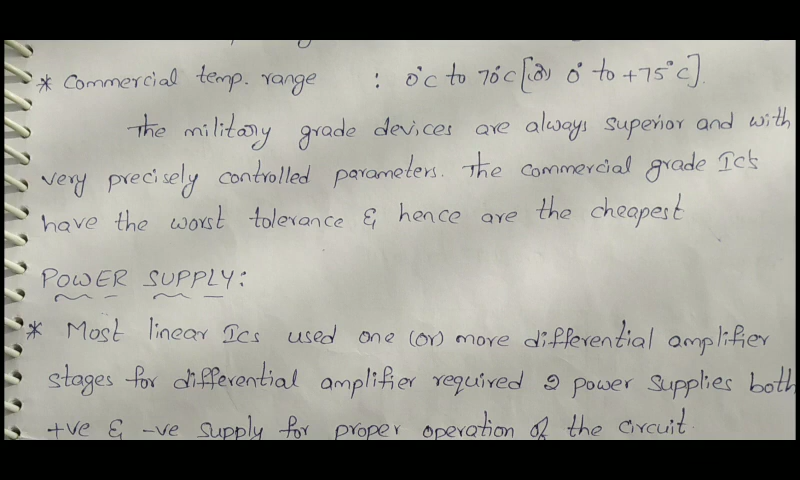 * Commercial temp. range : 0°C to 70°C [(or) 0° to +75°C].
The military grade devices are always superior and with
very precisely controlled parameters. The commercial grade ICs
have the worst tolerance & hence are the cheapest
POWER SUPPLY:
* Most linear ICs used one (or) more differential amplifier
stages for differential amplifier required 2 power supplies both
+ve & -ve supply for proper operation of the circuit.